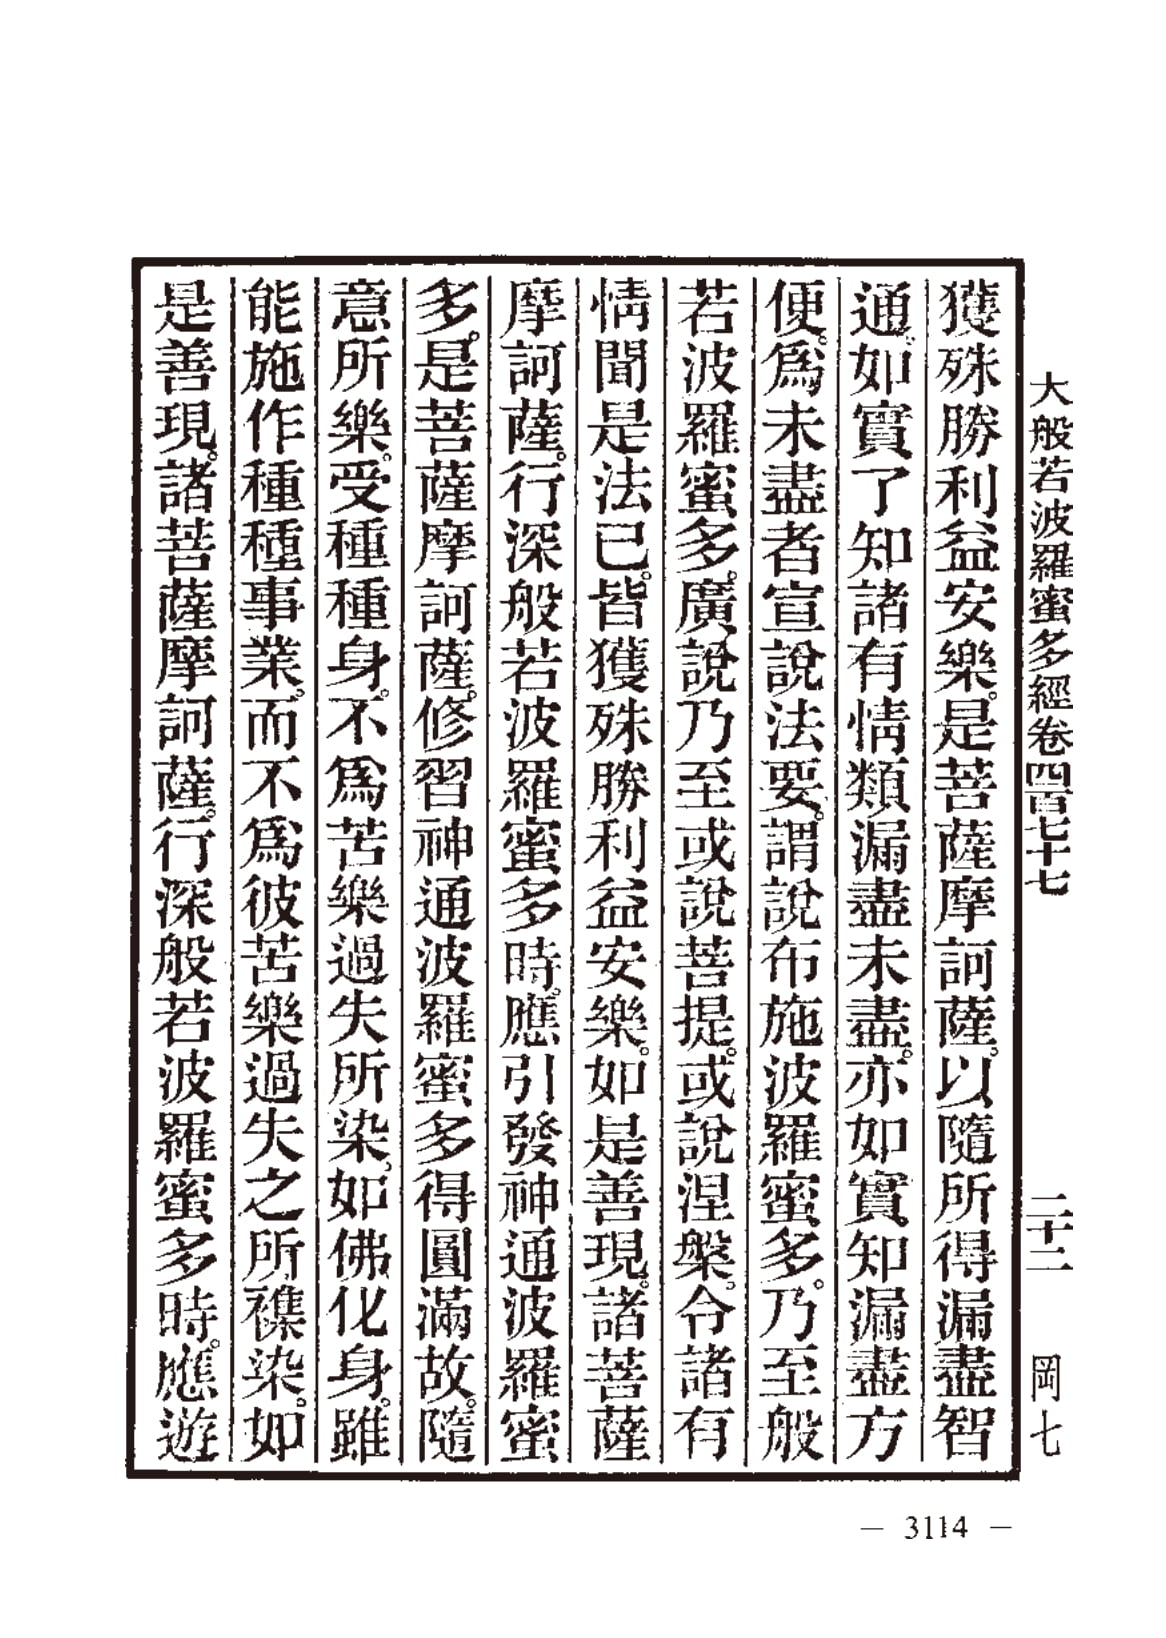 大般若波羅蜜多經卷四百七十七　二十二　岡七
獲殊勝利益安樂。是菩薩摩訶薩。以隨所得漏盡智
通。如實了知諸有情類漏盡未盡。亦如實知漏盡方
便。爲未盡者宣說法要。謂說布施波羅蜜多。乃至般
若波羅蜜多。廣說乃至或說菩提。或說涅槃。令諸有
情聞是法已。皆獲殊勝利益安樂。如是善現。諸菩薩
摩訶薩。行深般若波羅蜜多時。應引發神通波羅蜜
多。是菩薩摩訶薩。修習神通波羅蜜多得圓滿故。隨
意所樂。受種種身。不爲苦樂過失所染。如佛化身。雖
能施作種種事業。而不爲彼苦樂過失之所襍染。如
是善現。諸菩薩摩訶薩。行深般若波羅蜜多時。應遊
— 3114 —